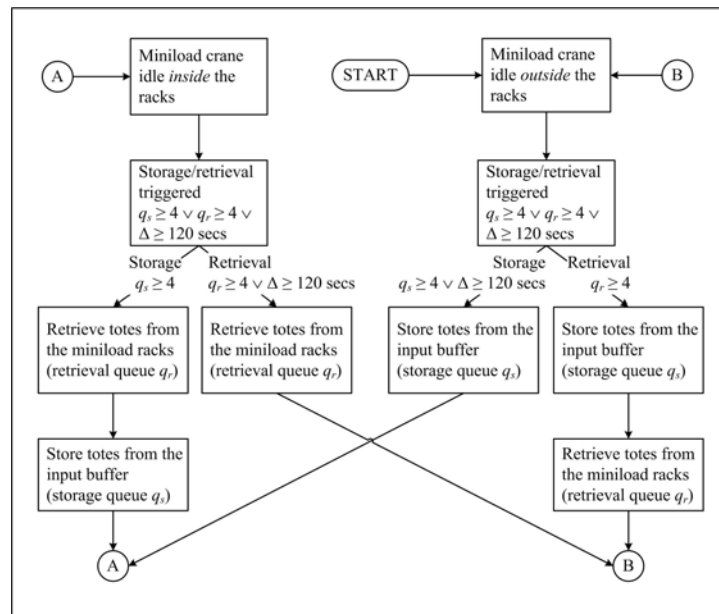 A
Miniload crane
idle inside the
racks
START
Miniload crane
idle outside the
racks
B
Storage/retrieval
triggered
qs ≥ 4 ∨ qr ≥ 4 ∨
Δ ≥ 120 secs
Storage/retrieval
triggered
qs ≥ 4 ∨ qr ≥ 4 ∨
Δ ≥ 120 secs
Storage
qs ≥ 4
Retrieval
qr ≥ 4 ∨ Δ ≥ 120 secs
Storage
qs ≥ 4 ∨ Δ ≥ 120 secs
Retrieval
qr ≥ 4
Retrieve totes from
the miniload racks
(retrieval queue qr)
Retrieve totes from
the miniload racks
(retrieval queue qr)
Store totes from the
input buffer
(storage queue qs)
Store totes from the
input buffer
(storage queue qs)
Store totes from the
input buffer
(storage queue qs)
Retrieve totes from
the miniload racks
(retrieval queue qr)
A
B